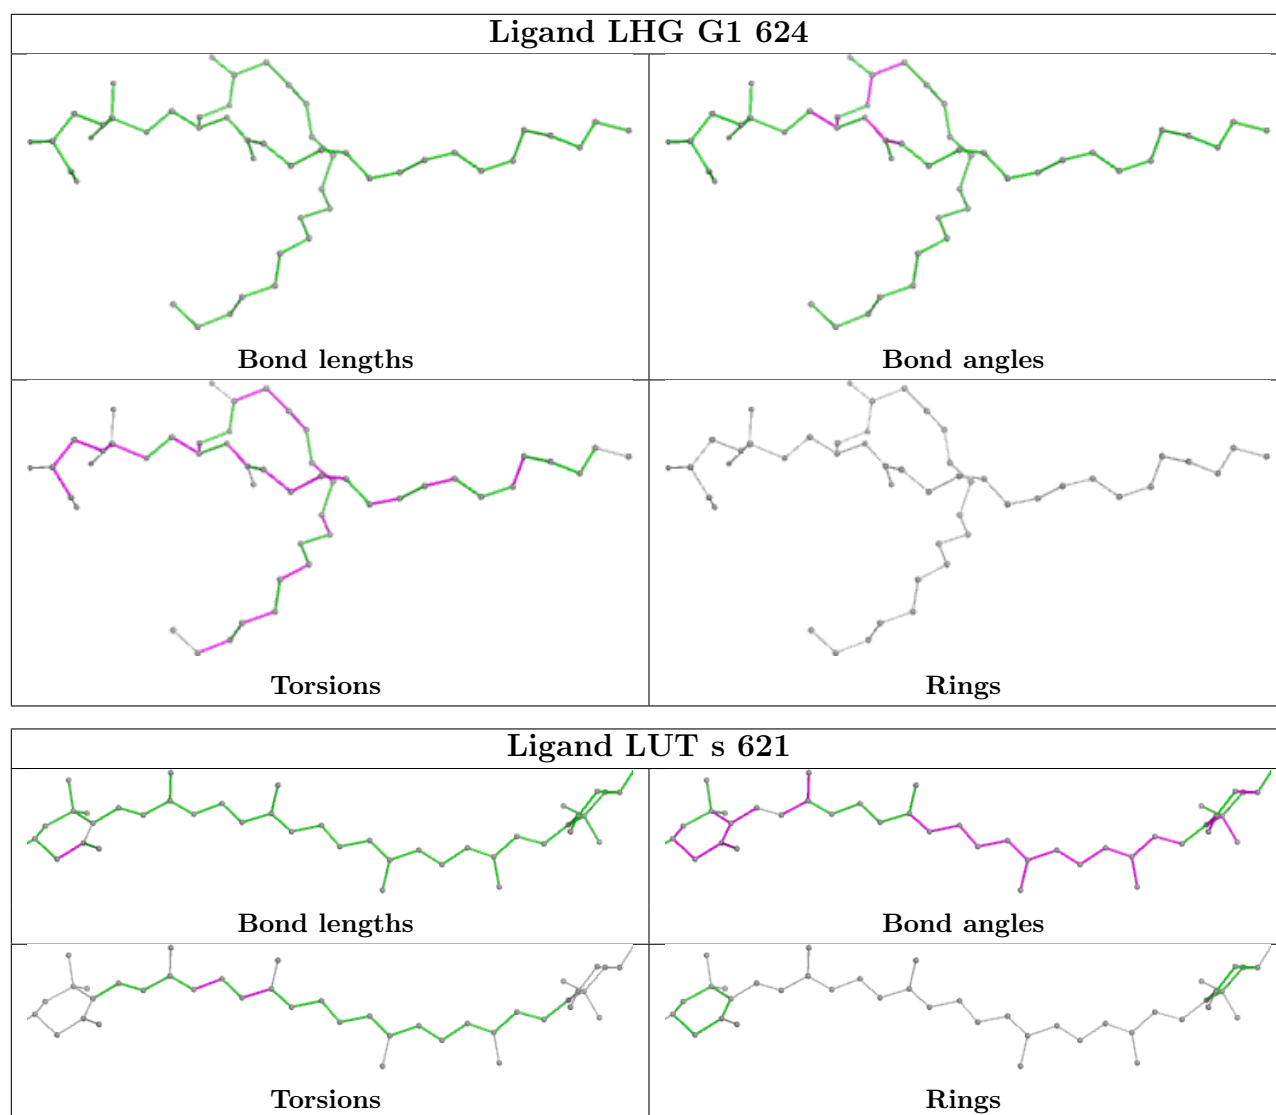 Ligand LHG G1 624
Bond lengths
Bond angles
Torsions
Rings
Ligand LUT s 621
Bond lengths
Bond angles
Torsions
Rings